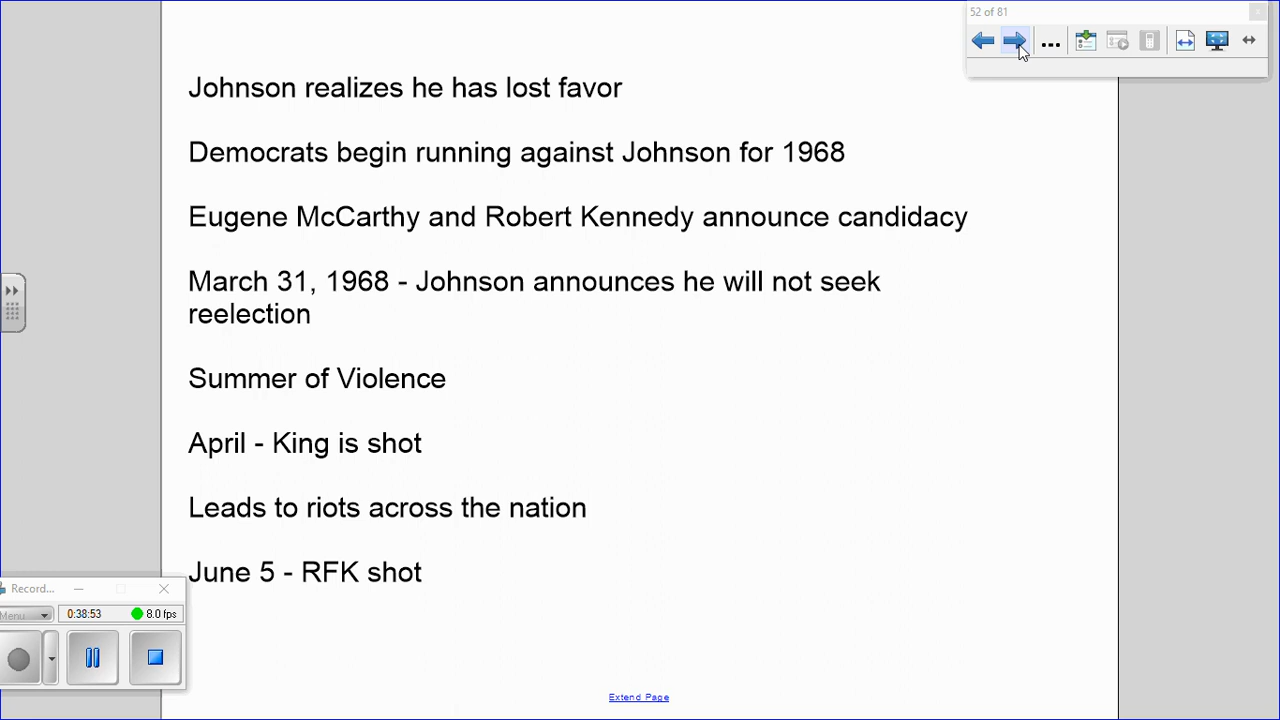 52 of 81
Johnson realizes he has lost favor
Democrats begin running against Johnson for 1968
Eugene McCarthy and Robert Kennedy announce candidacy
March 31, 1968 - Johnson announces he will not seek
reelection
Summer of Violence
April - King is shot
Leads to riots across the nation
June 5 - RFK shot
Record...
Menu
0:38:53
8.0 fps
Extend Page